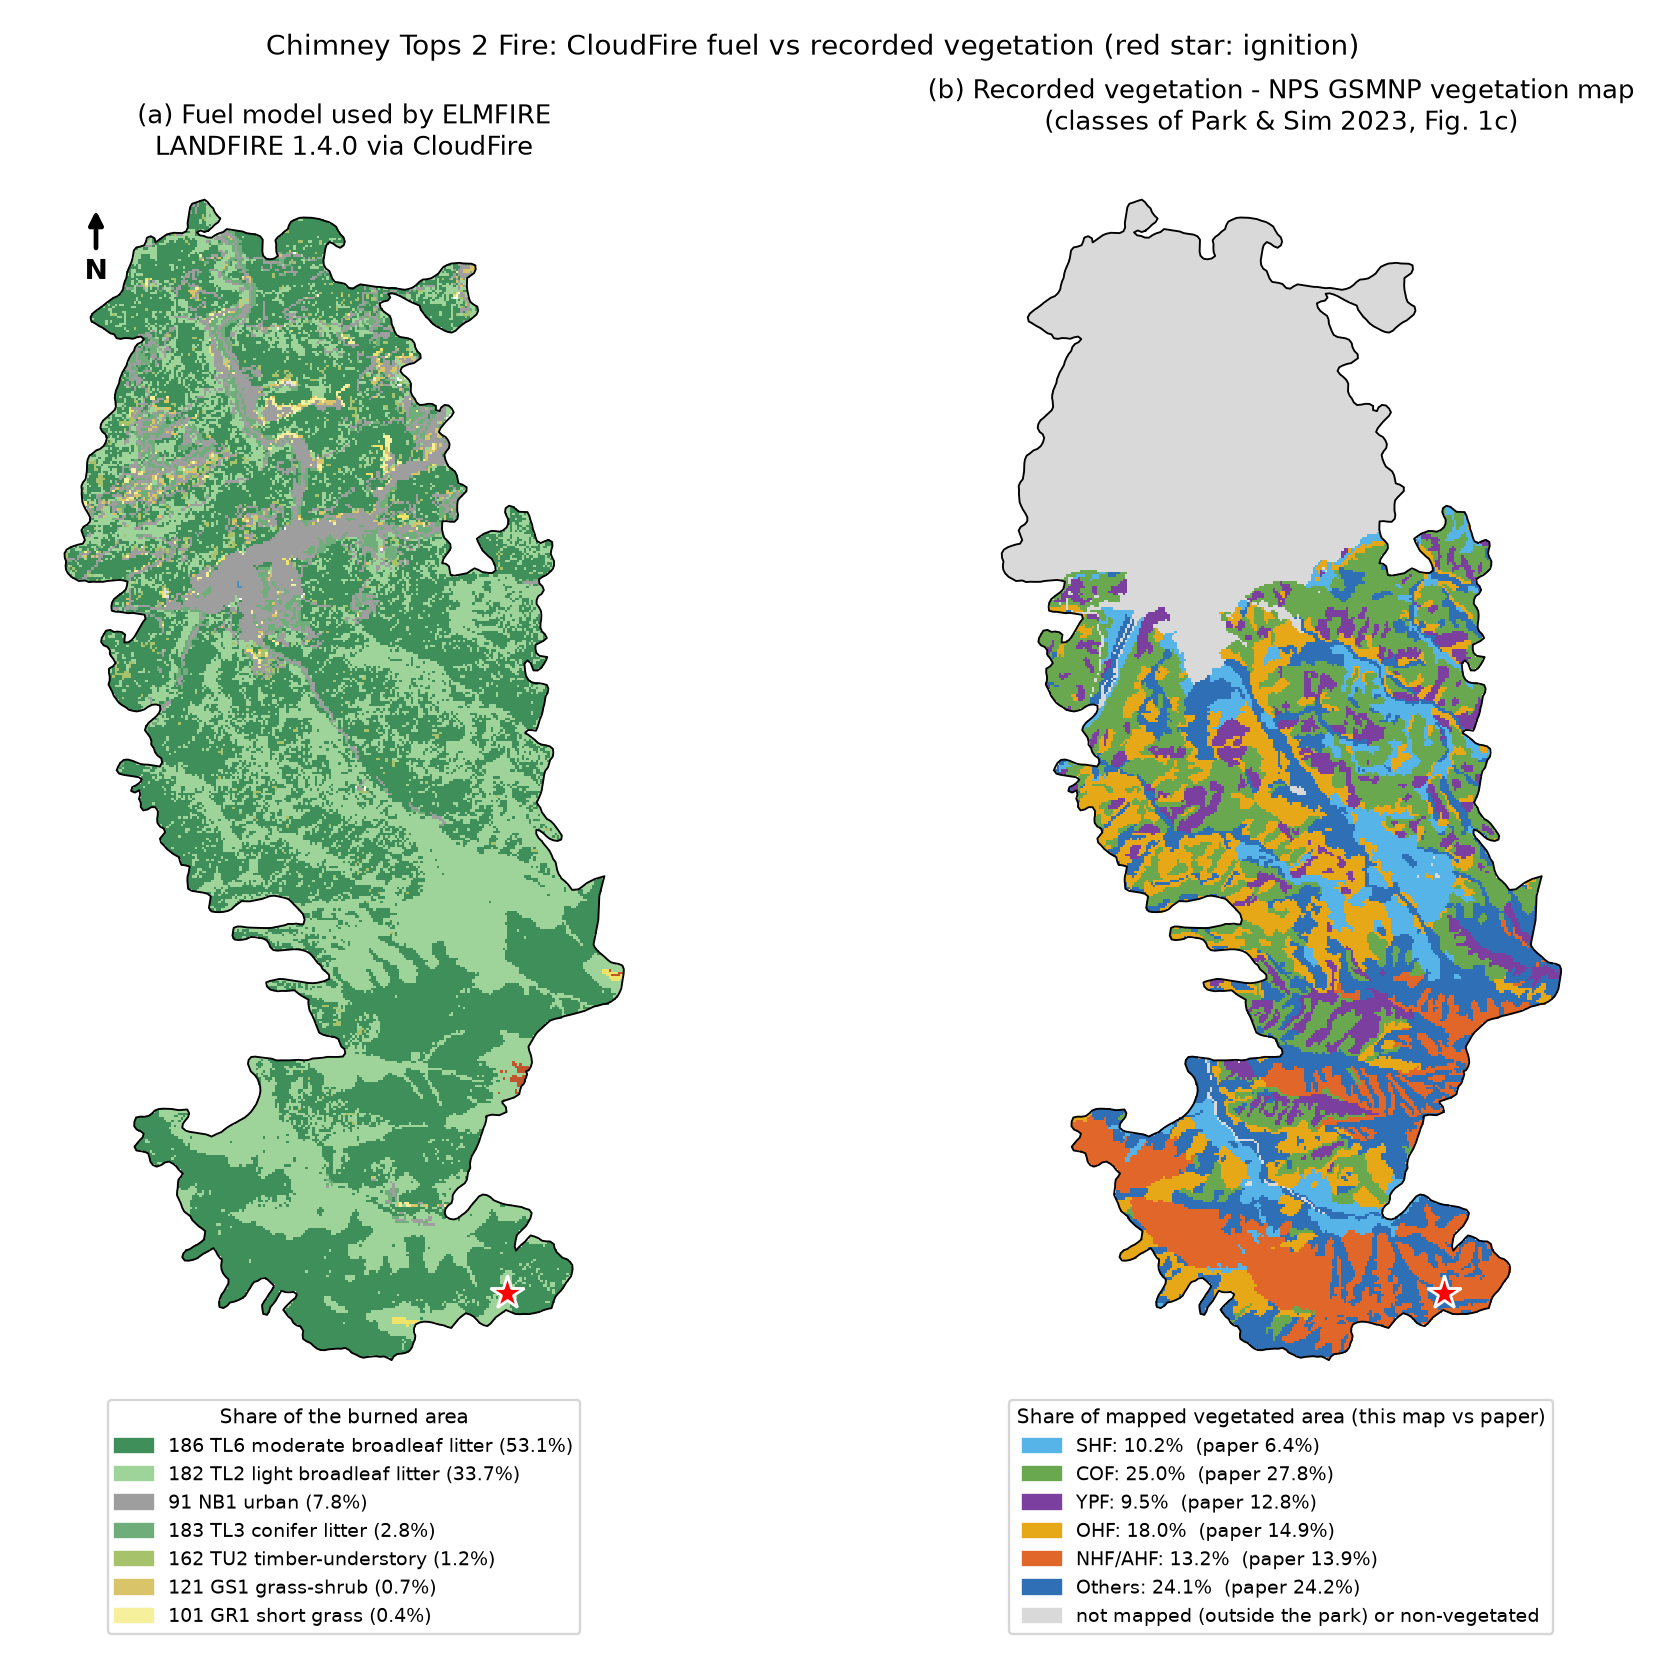 Chimney Tops 2 Fire: CloudFire fuel vs recorded vegetation (red star: ignition)
(a) Fuel model used by ELMFIRE
LANDFIRE 1.4.0 via CloudFire
(b) Recorded vegetation - NPS GSMNP vegetation map
(classes of Park & Sim 2023, Fig. 1c)
N
Share of the burned area
186 TL6 moderate broadleaf litter (53.1%)
182 TL2 light broadleaf litter (33.7%)
91 NB1 urban (7.8%)
183 TL3 conifer litter (2.8%)
162 TU2 timber-understory (1.2%)
121 GS1 grass-shrub (0.7%)
101 GR1 short grass (0.4%)
Share of mapped vegetated area (this map vs paper)
SHF: 10.2% (paper 6.4%)
COF: 25.0% (paper 27.8%)
YPF: 9.5% (paper 12.8%)
OHF: 18.0% (paper 14.9%)
NHF/AHF: 13.2% (paper 13.9%)
Others: 24.1% (paper 24.2%)
not mapped (outside the park) or non-vegetated